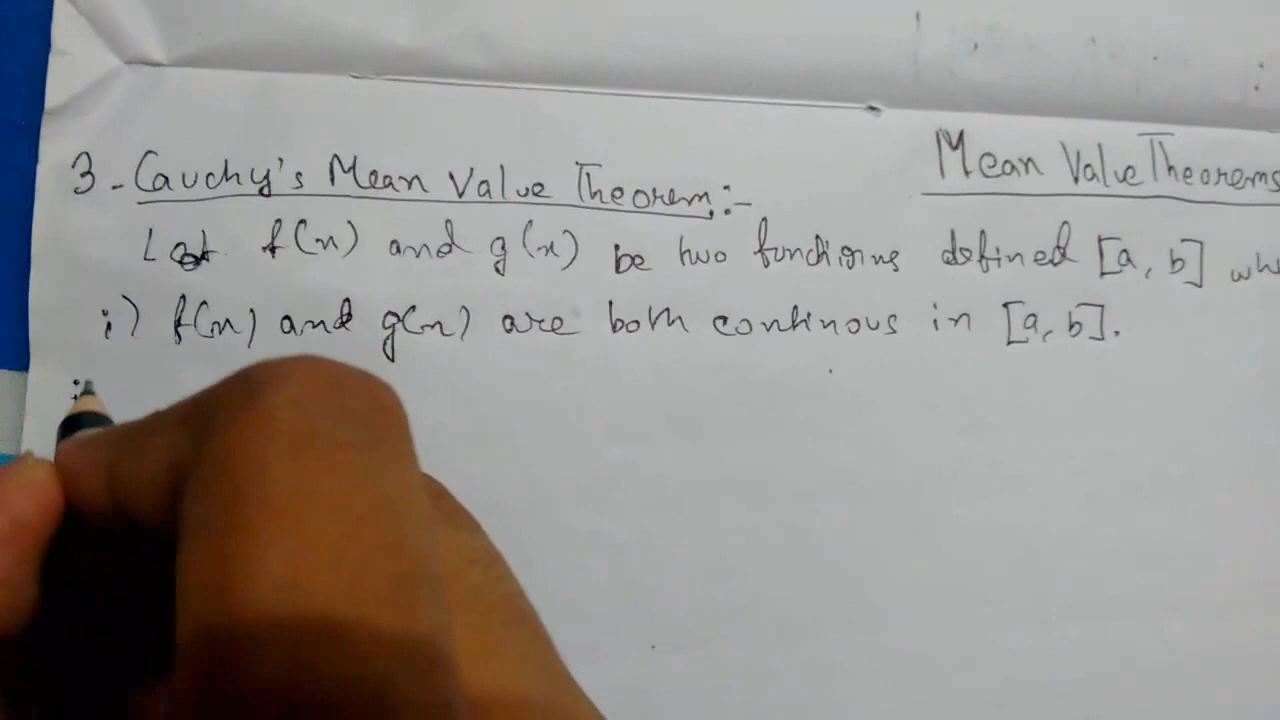 Mean Value Theorems
3- Cauchy's Mean Value Theorem:-
Let f(x) and g(x) be two functions defined [a, b] whe
i) f(x) and g(x) are both continous in [a, b].